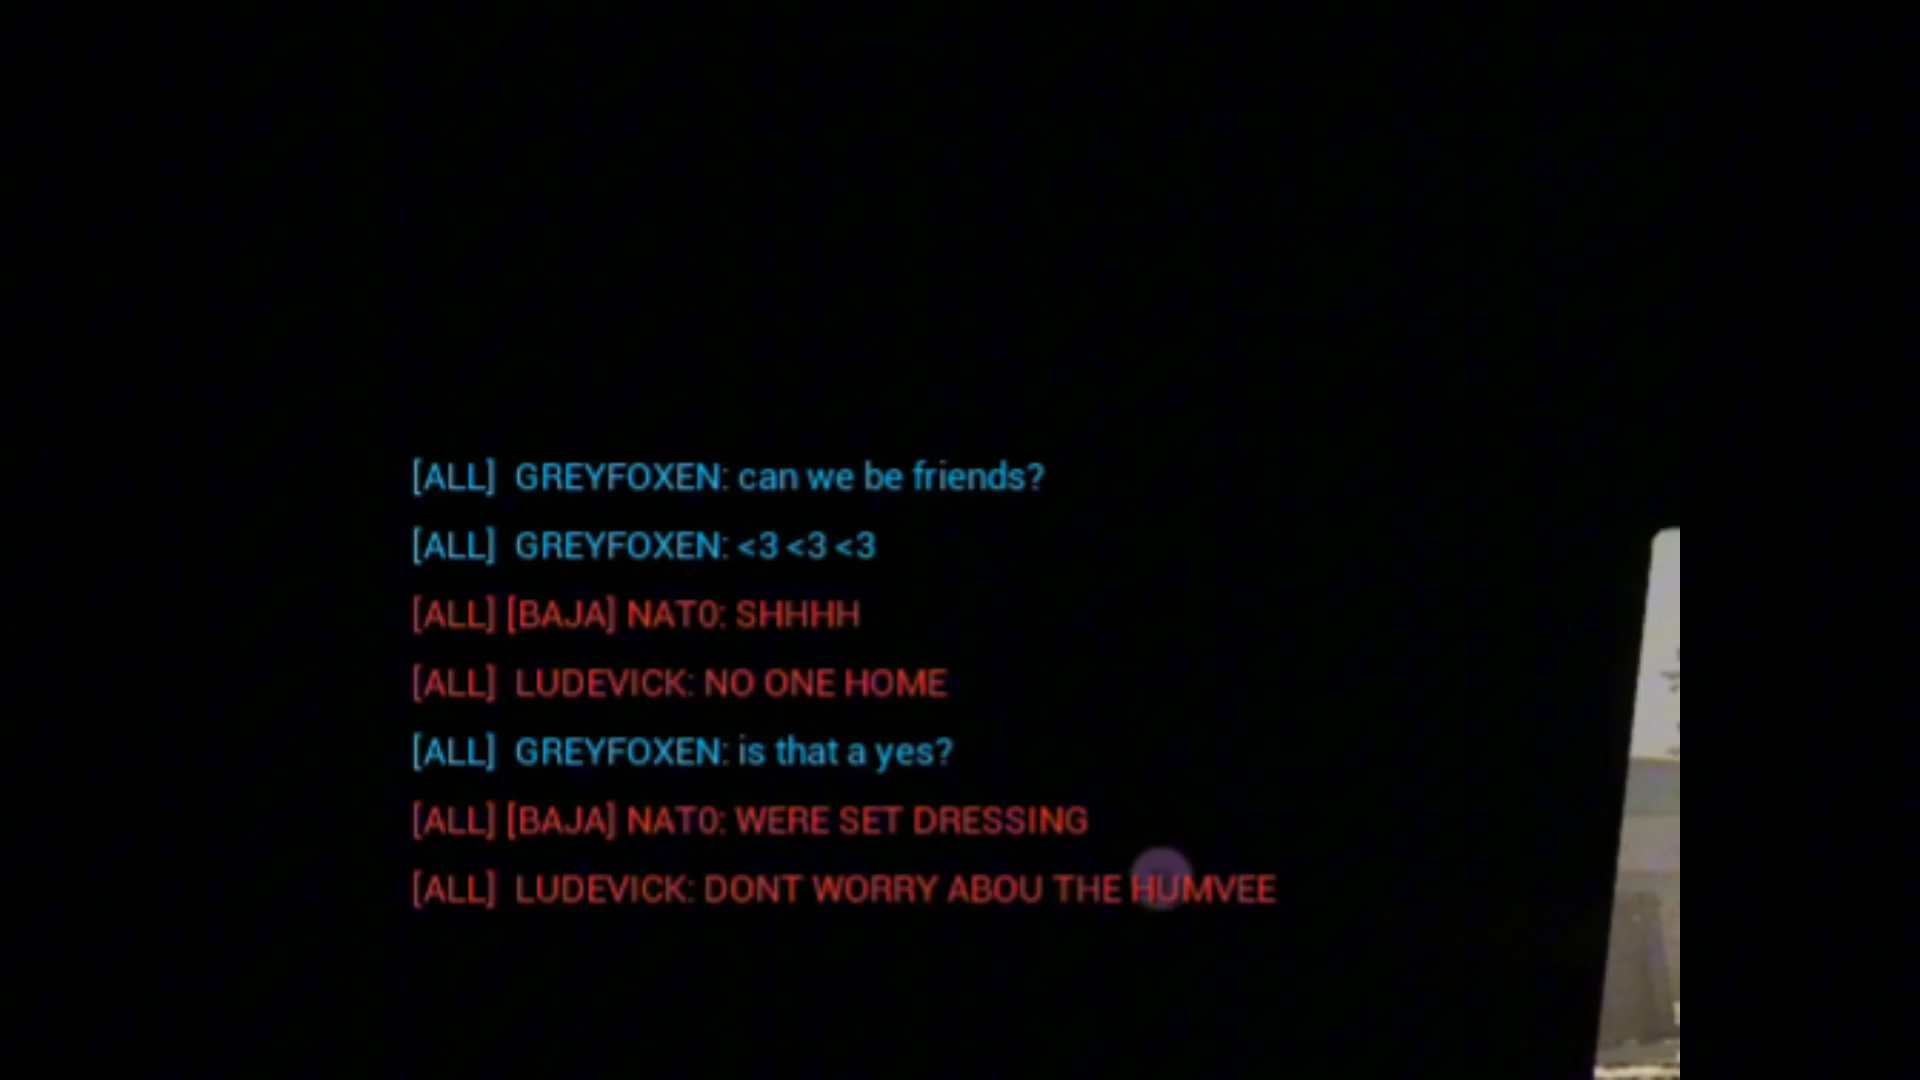 [ALL] GREYFOXEN: can we be friends?
[ALL] GREYFOXEN: <3 <3 <3
[ALL] [BAJA] NAT0: SHHHH
[ALL] LUDEVICK: NO ONE HOME
[ALL] GREYFOXEN: is that a yes?
[ALL] [BAJA] NAT0: WERE SET DRESSING
[ALL] LUDEVICK: DONT WORRY ABOU THE HUMVEE